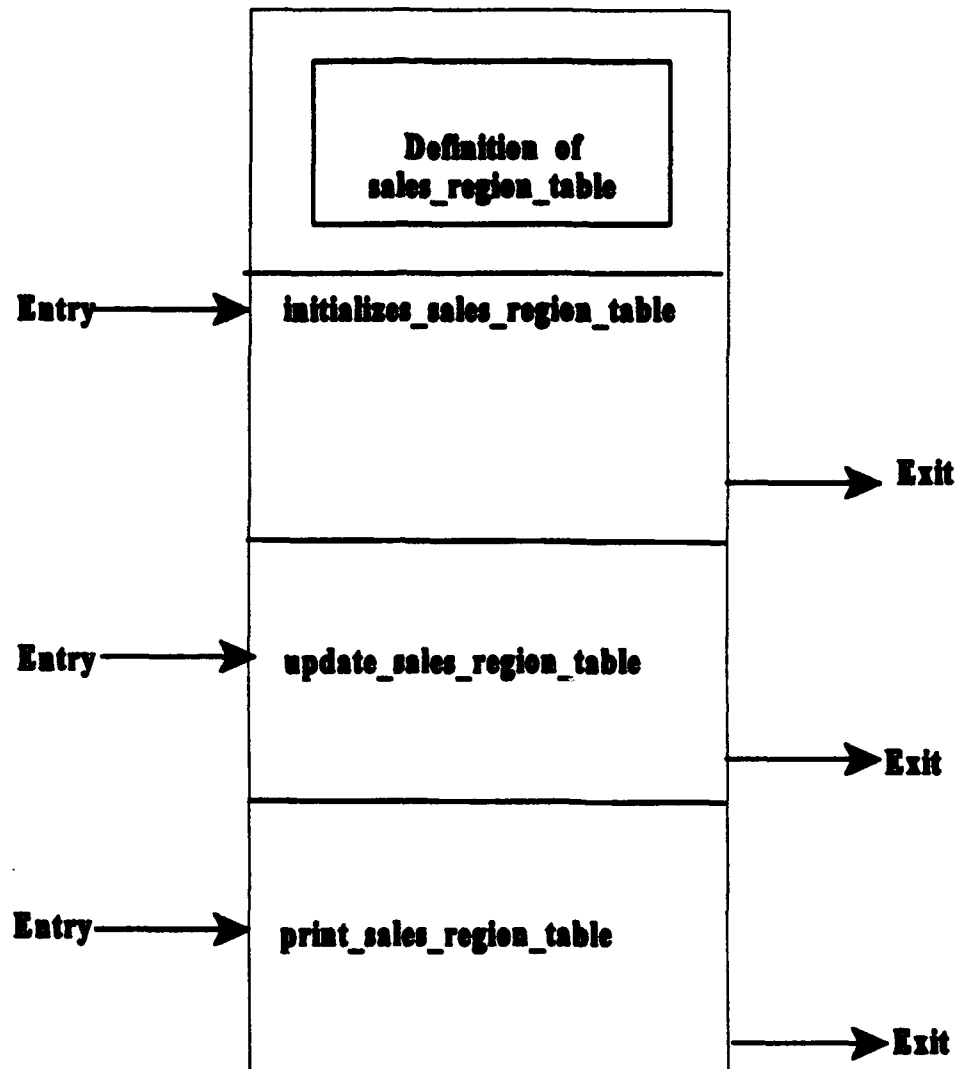 Definition of
sales_region_table
Entry
initializes_sales_region_table
Exit
Entry
update_sales_region_table
Exit
Entry
print_sales_region_table
Exit